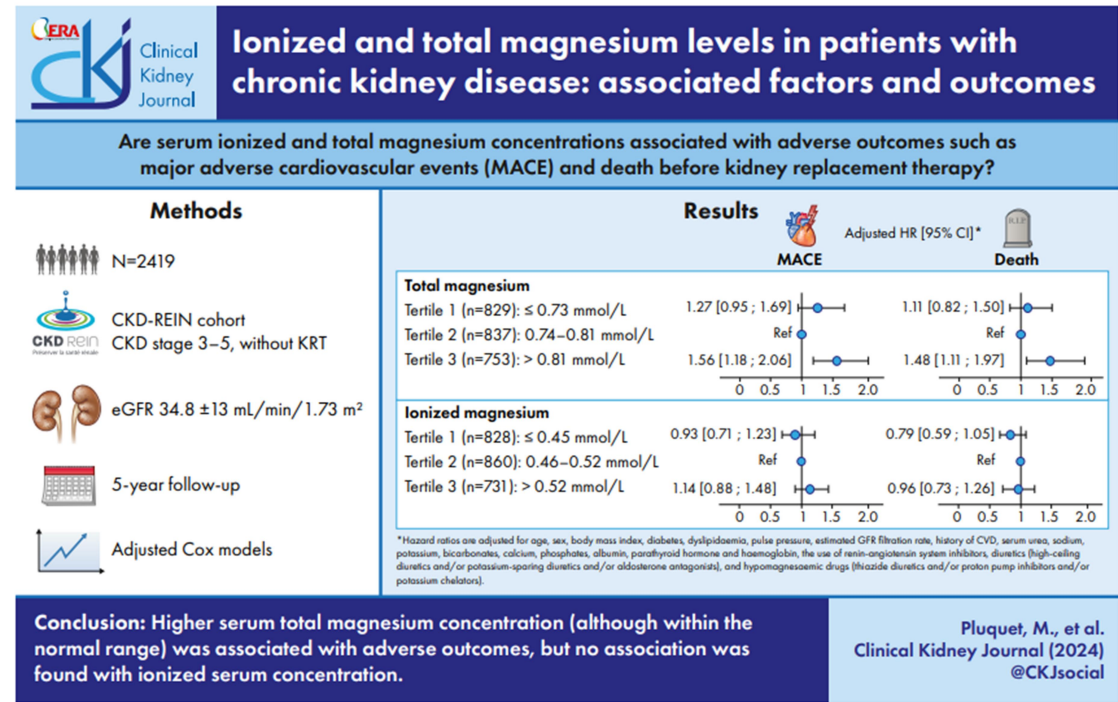 ERA
CKJ
Clinical
Kidney
Journal
Ionized and total magnesium levels in patients with
chronic kidney disease: associated factors and outcomes
Are serum ionized and total magnesium concentrations associated with adverse outcomes such as
major adverse cardiovascular events (MACE) and death before kidney replacement therapy?
Methods
N=2419
CKD REIN
Préserver la santé rénale
CKD-REIN cohort
CKD stage 3–5, without KRT
eGFR 34.8 ±13 mL/min/1.73 m²
5-year follow-up
Adjusted Cox models
Results
Adjusted HR [95% CI]*
R.I.P.
MACE
Death
Total magnesium
Tertile 1 (n=829): ≤ 0.73 mmol/L 1.27 [0.95 ; 1.69] 1.11 [0.82 ; 1.50]
Tertile 2 (n=837): 0.74–0.81 mmol/L Ref Ref
Tertile 3 (n=753): > 0.81 mmol/L 1.56 [1.18 ; 2.06] 1.48 [1.11 ; 1.97]
0 0.5 1 1.5 2.0 0 0.5 1 1.5 2.0
Ionized magnesium
Tertile 1 (n=828): ≤ 0.45 mmol/L 0.93 [0.71 ; 1.23] 0.79 [0.59 ; 1.05]
Tertile 2 (n=860): 0.46–0.52 mmol/L Ref Ref
Tertile 3 (n=731): > 0.52 mmol/L 1.14 [0.88 ; 1.48] 0.96 [0.73 ; 1.26]
0 0.5 1 1.5 2.0 0 0.5 1 1.5 2.0
*Hazard ratios are adjusted for age, sex, body mass index, diabetes, dyslipidaemia, pulse pressure, estimated GFR filtration rate, history of CVD, serum urea, sodium,
potassium, bicarbonates, calcium, phosphates, albumin, parathyroid hormone and haemoglobin, the use of renin-angiotensin system inhibitors, diuretics (high-ceiling
diuretics and/or potassium-sparing diuretics and/or aldosterone antagonists), and hypomagnesaemic drugs (thiazide diuretics and/or proton pump inhibitors and/or
potassium chelators).
Conclusion: Higher serum total magnesium concentration (although within the
normal range) was associated with adverse outcomes, but no association was
found with ionized serum concentration.
Pluquet, M., et al.
Clinical Kidney Journal (2024)
@CKJsocial